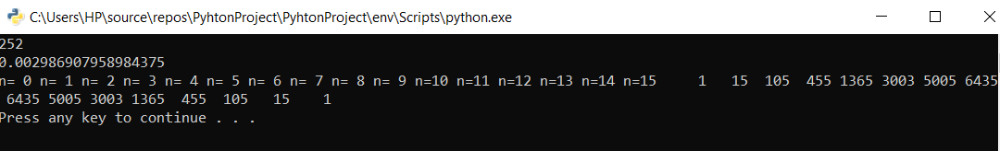 C:\Users\HP\source\repos\PyhtonProject\PyhtonProject\env\Scripts\python.exe
252
0.002986907958984375
n= 0 n= 1 n= 2 n= 3 n= 4 n= 5 n= 6 n= 7 n= 8 n= 9 n=10 n=11 n=12 n=13 n=14 n=15     1   15  105  455 1365 3003 5005 6435
 6435 5005 3003 1365  455  105   15    1
Press any key to continue . . .